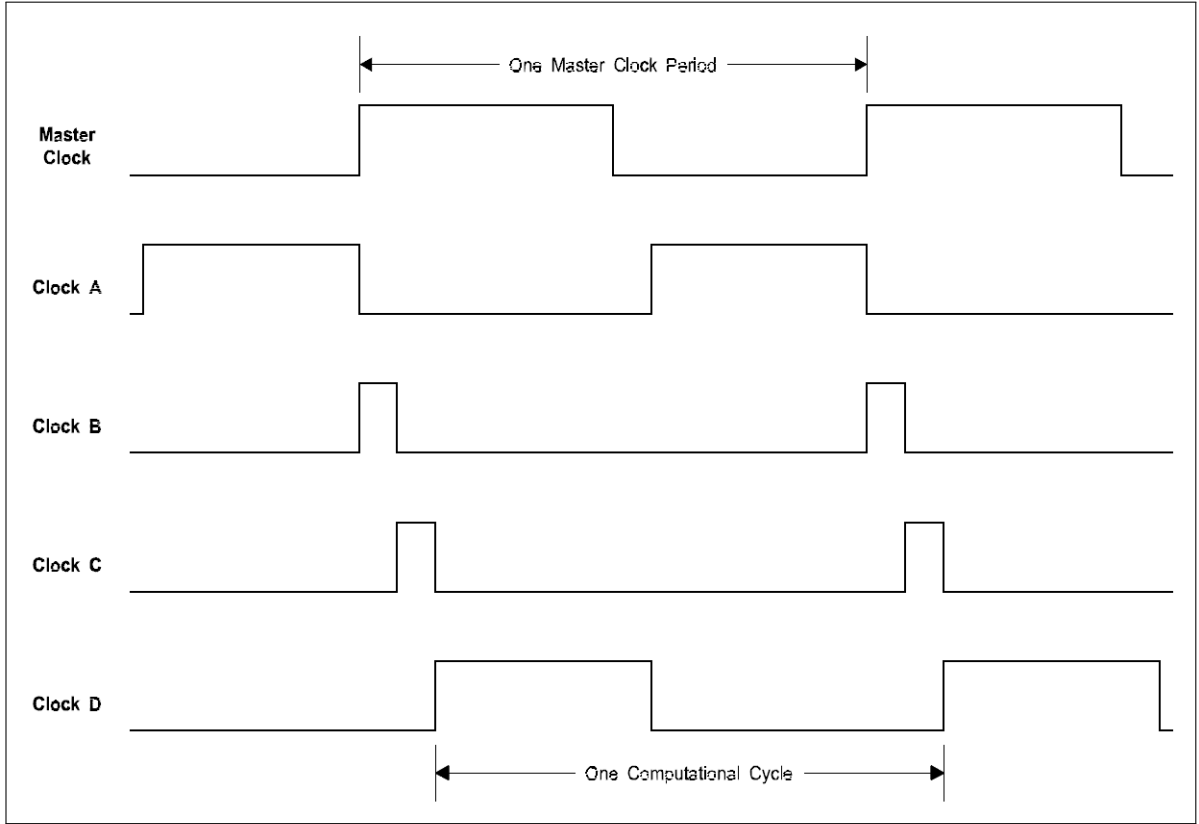 One Master Clock Period
Master
Clock
Clock A
Clock B
Clock C
Clock D
One Computational Cycle